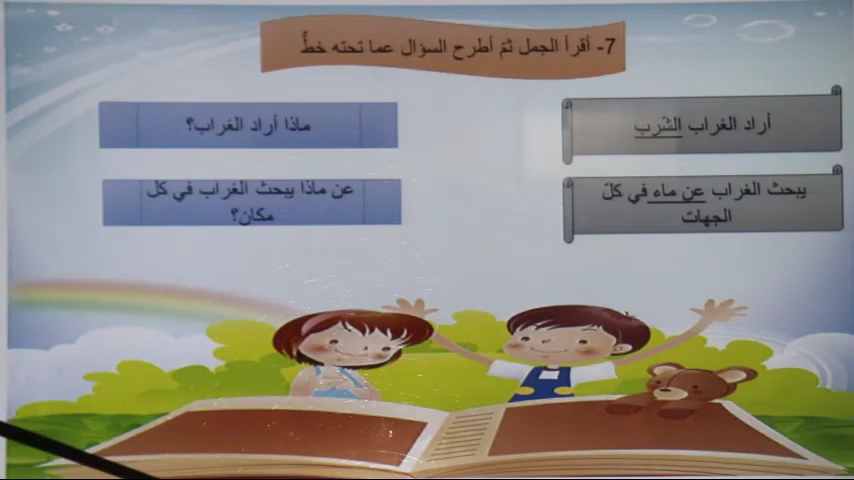 7- أقرأ الجمل ثمّ أطرح السؤال عما تحته خطٌّ
أراد الغراب الشّرب
ماذا أراد الغراب؟
يبحث الغراب عن ماء في كلّ
الجهات
عن ماذا يبحث الغراب في كل
مكان؟